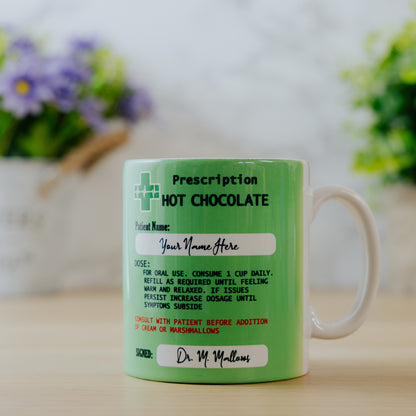 Prescription
HOT CHOCOLATE
Patient Name:
Your Name Here
DOSE:
FOR ORAL USE. CONSUME 1 CUP DAILY.
REFILL AS REQUIRED UNTIL FEELING
WARM AND RELAXED. IF ISSUES
PERSIST INCREASE DOSAGE UNTIL
SYMPTOMS SUBSIDE
CONSULT WITH PATIENT BEFORE ADDITION
OF CREAM OR MARSHMALLOWS
SIGNED:
Dr. M. Mallows